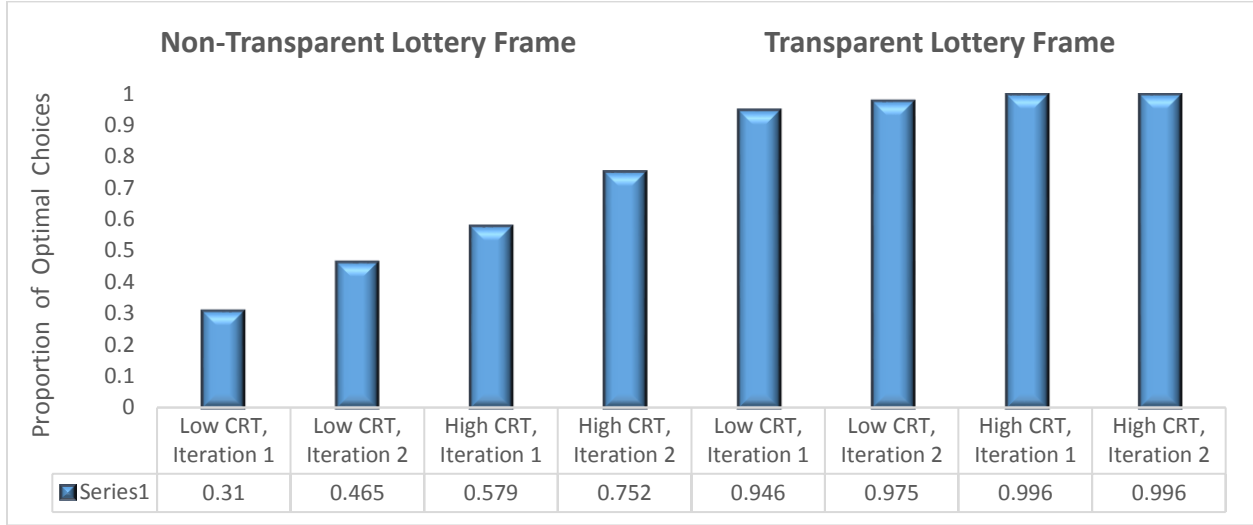 Non-Transparent Lottery Frame
Transparent Lottery Frame
Proportion of Optimal Choices
1
0.9
0.8
0.7
0.6
0.5
0.4
0.3
0.2
0.1
0
Low CRT, Iteration 1
Low CRT, Iteration 2
High CRT, Iteration 1
High CRT, Iteration 2
Low CRT, Iteration 1
Low CRT, Iteration 2
High CRT, Iteration 1
High CRT, Iteration 2
Series1 0.31 0.465 0.579 0.752 0.946 0.975 0.996 0.996